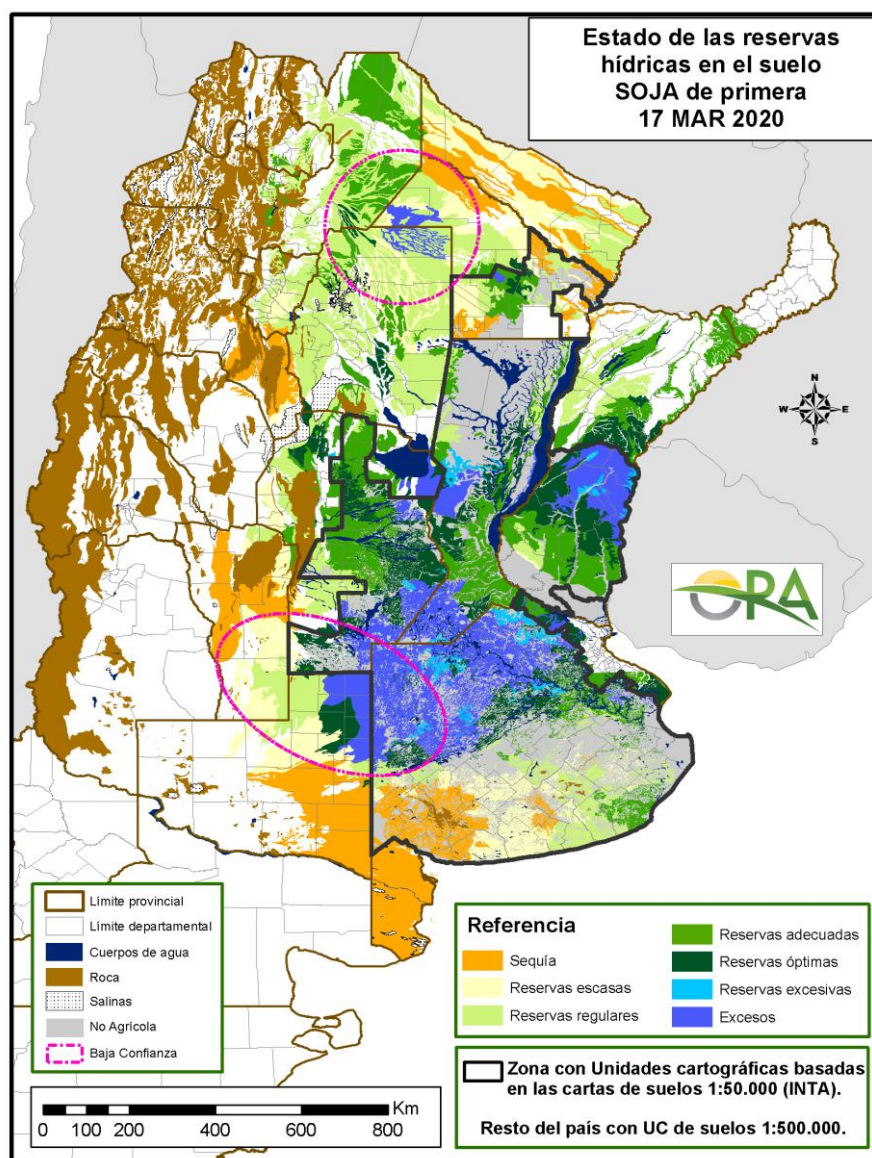 Estado de las reservas
hídricas en el suelo
SOJA de primera
17 MAR 2020
N
W E
S
ORA
Límite provincial
Límite departamental
Cuerpos de agua
Roca
Salinas
No Agrícola
Baja Confianza
Referencia
Sequía
Reservas escasas
Reservas regulares
Reservas adecuadas
Reservas óptimas
Reservas excesivas
Excesos
Zona con Unidades cartográficas basadas
en las cartas de suelos 1:50.000 (INTA).
Resto del país con UC de suelos 1:500.000.
Km
0 100 200 400 600 800